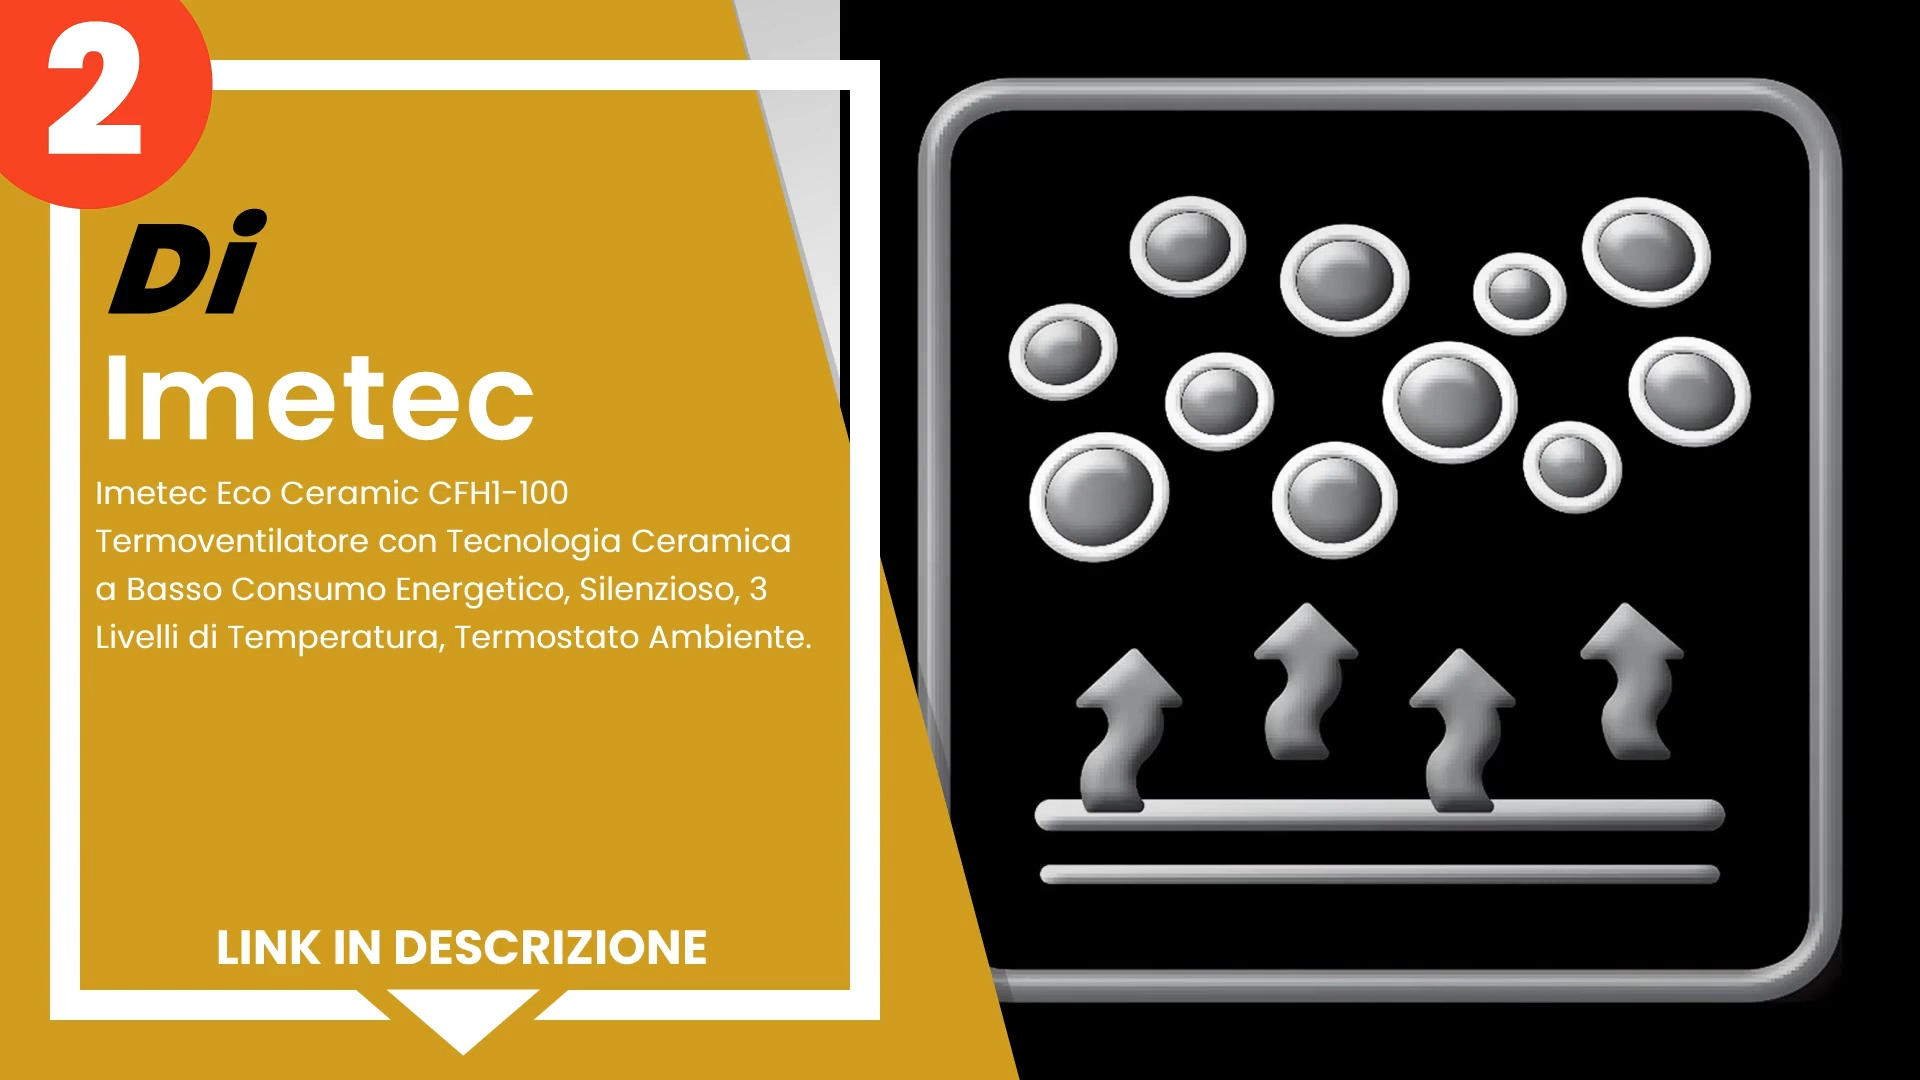 2
Di
Imetec
Imetec Eco Ceramic CFH1-100
Termoventilatore con Tecnologia Ceramica
a Basso Consumo Energetico, Silenzioso, 3
Livelli di Temperatura, Termostato Ambiente.
LINK IN DESCRIZIONE